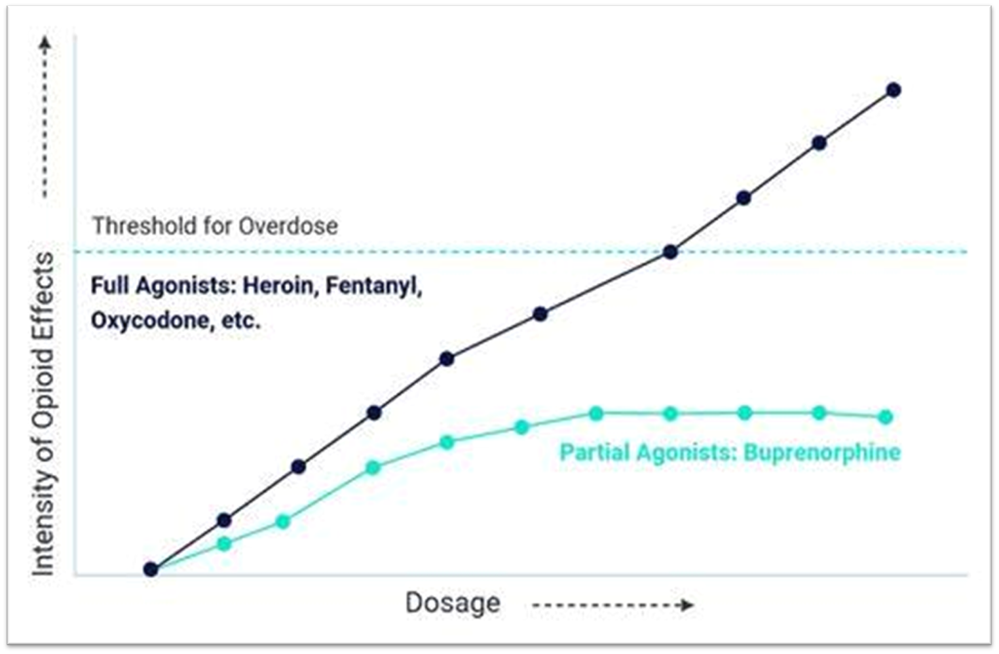 Threshold for Overdose
Full Agonists: Heroin, Fentanyl,
Oxycodone, etc.
Intensity of Opioid Effects
Partial Agonists: Buprenorphine
Dosage